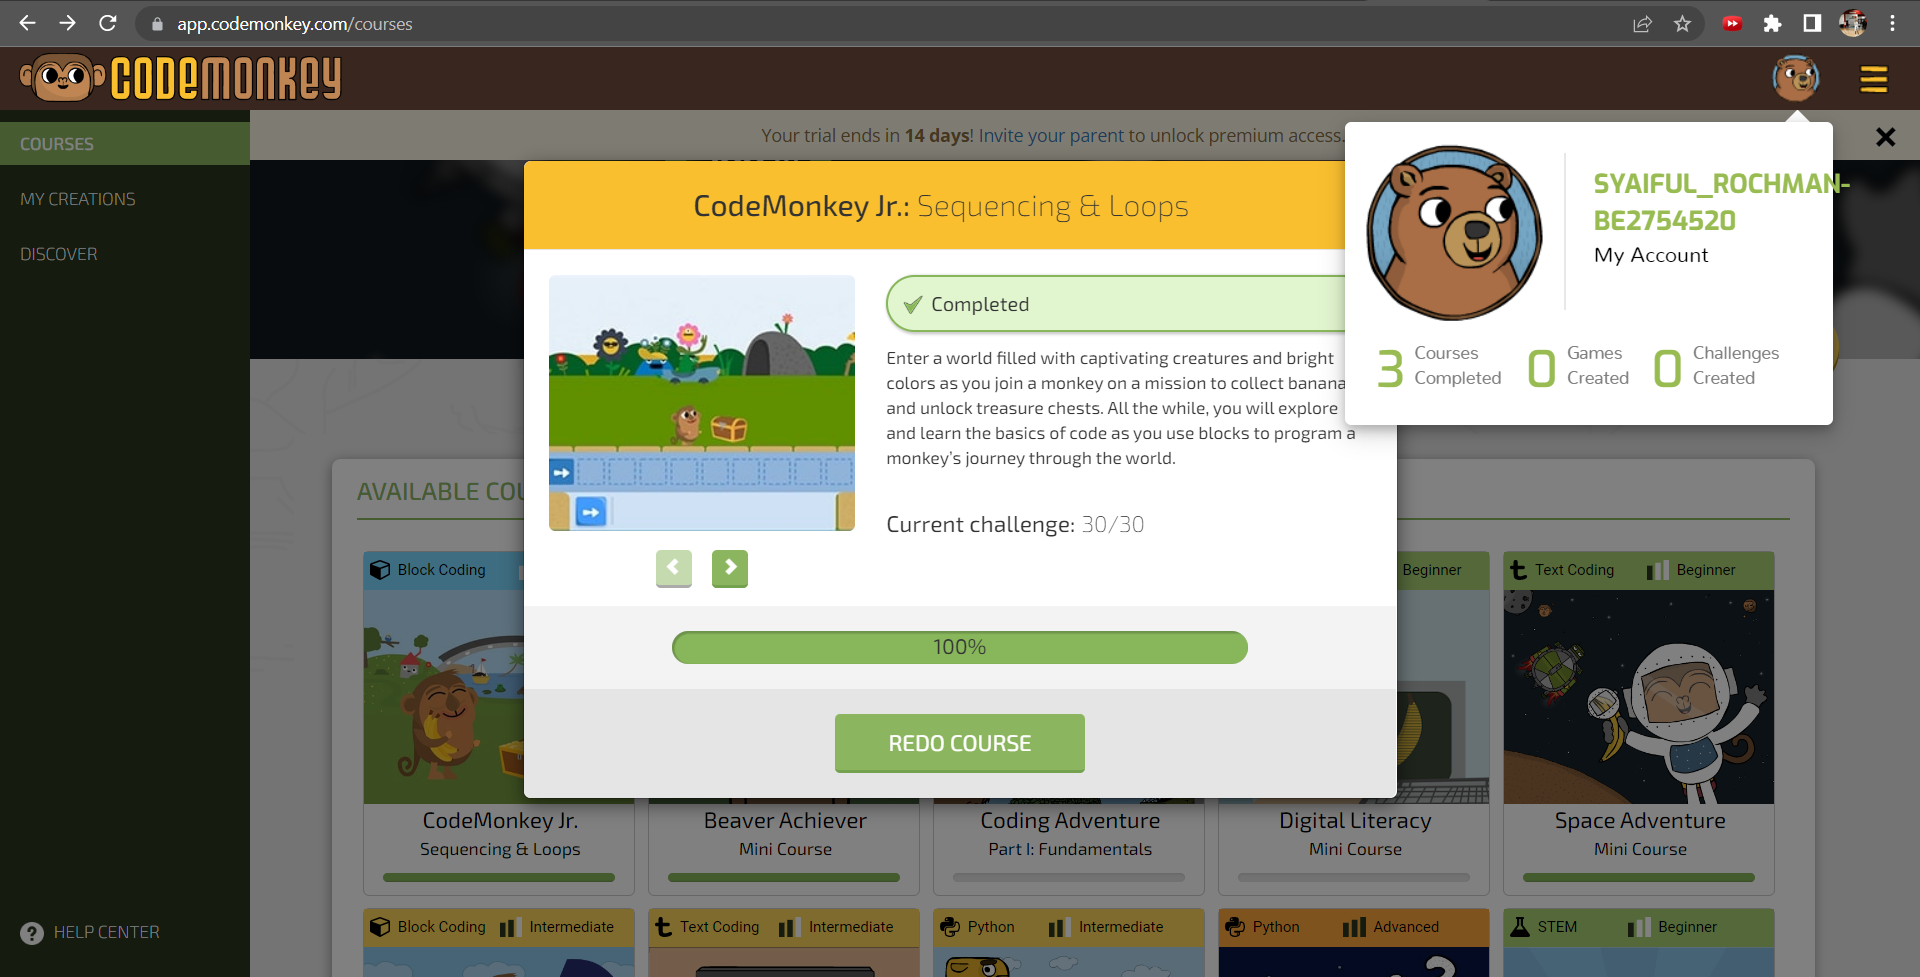 app.codemonkey.com/courses
CODEMONKEY
COURSES
MY CREATIONS
DISCOVER
HELP CENTER
Your trial ends in 14 days! Invite your parent to unlock premium access.
SYAIFUL_ROCHMAN-
BE2754520
My Account
3 Courses Completed
0 Games Created
0 Challenges Created
CodeMonkey Jr.: Sequencing & Loops
Completed
Enter a world filled with captivating creatures and bright
colors as you join a monkey on a mission to collect banana
and unlock treasure chests. All the while, you will explore
and learn the basics of code as you use blocks to program a
monkey's journey through the world.
Current challenge: 30/30
100%
REDO COURSE
AVAILABLE COU
Block Coding
Beginner
Text Coding Beginner
CodeMonkey Jr.
Sequencing & Loops
Beaver Achiever
Mini Course
Coding Adventure
Part I: Fundamentals
Digital Literacy
Mini Course
Space Adventure
Mini Course
Block Coding Intermediate
Text Coding Intermediate
Python Intermediate
Python Advanced
STEM Beginner